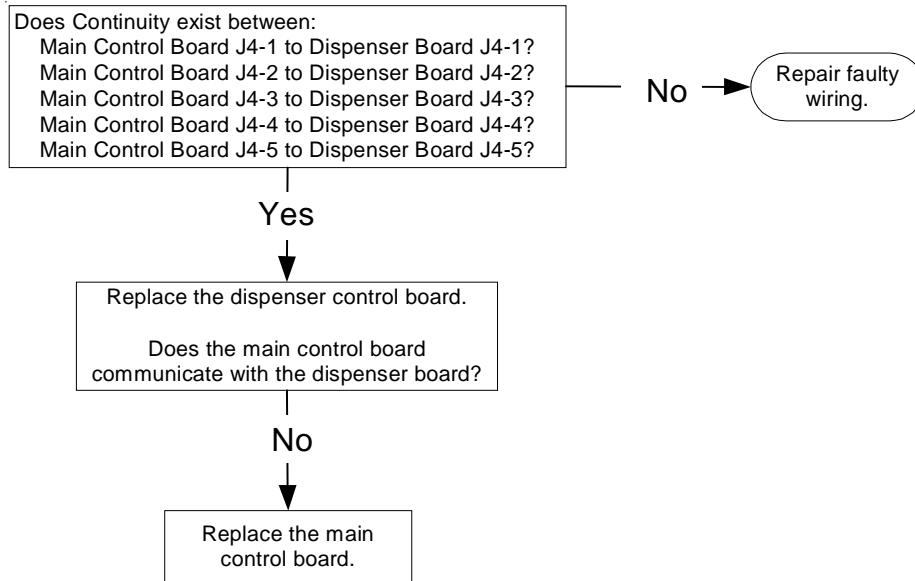 Does Continuity exist between:
Main Control Board J4-1 to Dispenser Board J4-1?
Main Control Board J4-2 to Dispenser Board J4-2?
Main Control Board J4-3 to Dispenser Board J4-3?
Main Control Board J4-4 to Dispenser Board J4-4?
Main Control Board J4-5 to Dispenser Board J4-5?
No
Repair faulty
wiring.
Yes
Replace the dispenser control board.
Does the main control board
communicate with the dispenser board?
No
Replace the main
control board.